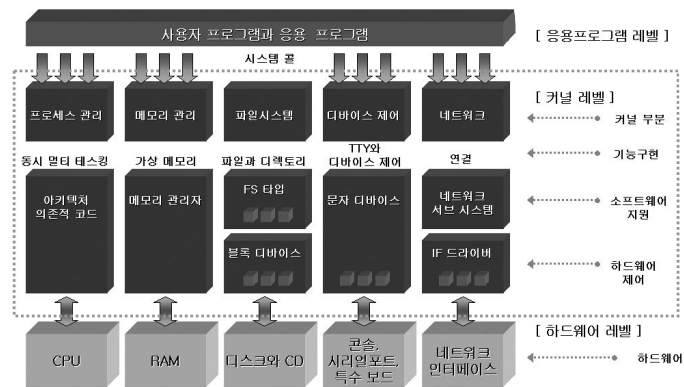 사용자 프로그램과 응용 프로그램
[ 응용프로그램 레벨 ]
시스템 콜
[ 커널 레벨 ]
프로세스 관리
메모리 관리
파일시스템
디바이스 제어
네트워크
커널 부분
동시 멀티 테스킹
가상 메모리
파일과 디렉토리
TTY와
디바이스 제어
연결
기능구현
아키텍처
의존적 코드
메모리 관리자
FS 타입
문자 디바이스
네트워크
서브 시스템
소프트웨어
지원
블록 디바이스
IF 드라이버
하드웨어
제어
[ 하드웨어 레벨 ]
CPU
RAM
디스크와 CD
콘솔,
시리얼포트,
특수 보드
네트워크
인터페이스
하드웨어